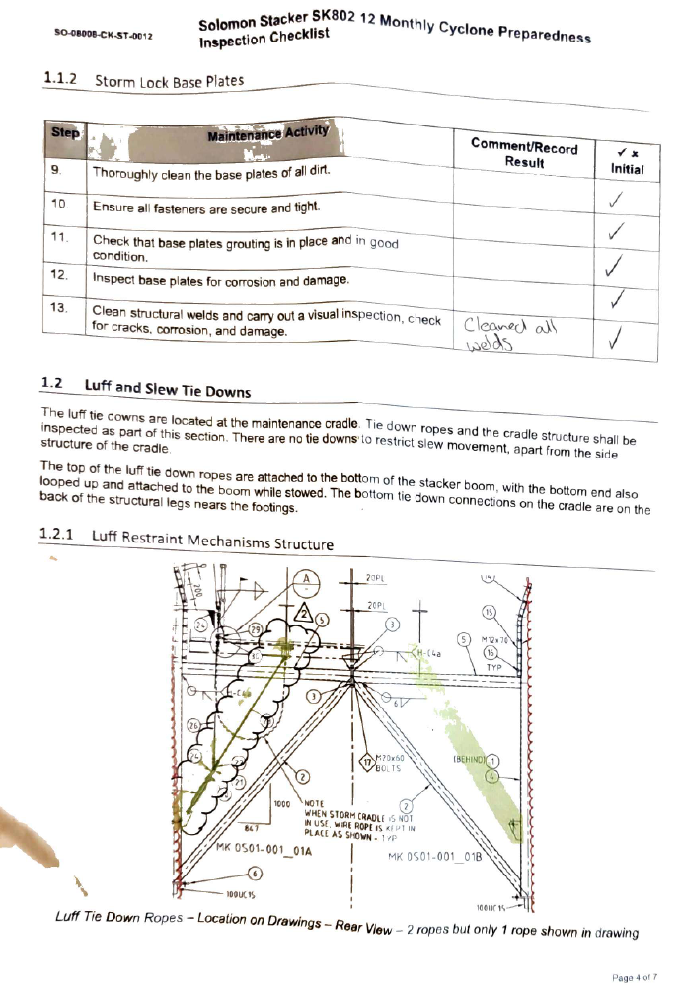 SO-OB00B-CK-ST-0012
Solomon Stacker SK802 12 Monthly Cyclone Preparedness
Inspection Checklist
1.1.2 Storm Lock Base Plates
Step Maintenance Activity Comment/Record Result ✓ x Initial
9. Thoroughly clean the base plates of all dirt. ✓
10. Ensure all fasteners are secure and tight. ✓
11. Check that base plates grouting is in place and in good
condition. ✓
12. Inspect base plates for corrosion and damage. ✓
13. Clean structural welds and carry out a visual inspection, check
for cracks, corrosion, and damage. Cleaned all
welds ✓
1.2 Luff and Slew Tie Downs
The luff tie downs are located at the maintenance cradle. Tie down ropes and the cradle structure shall be
inspected as part of this section. There are no tie downs to restrict slew movement, apart from the side
structure of the cradle.
The top of the luff tie down ropes are attached to the bottom of the stacker boom, with the bottom end also
looped up and attached to the boom while stowed. The bottom tie down connections on the cradle are on the
back of the structural legs nears the footings.
1.2.1 Luff Restraint Mechanisms Structure
200
A
20PL
20PL
2
5
3
15
24
29
30
H-C4a
5
M12x70
16
TYP
3
6
26
24
22
21
2
17
M20x60
BOLTS
(BEHIND)
1
4
2
1000
847
NOTE
WHEN STORM CRADLE IS NOT
IN USE, WIRE ROPE IS KEPT IN
PLACE AS SHOWN - TYP
MK 0S01-001_01A
MK 0S01-001_01B
6
100UC15
100UC15
Luff Tie Down Ropes – Location on Drawings – Rear View – 2 ropes but only 1 rope shown in drawing
Page 4 of 7